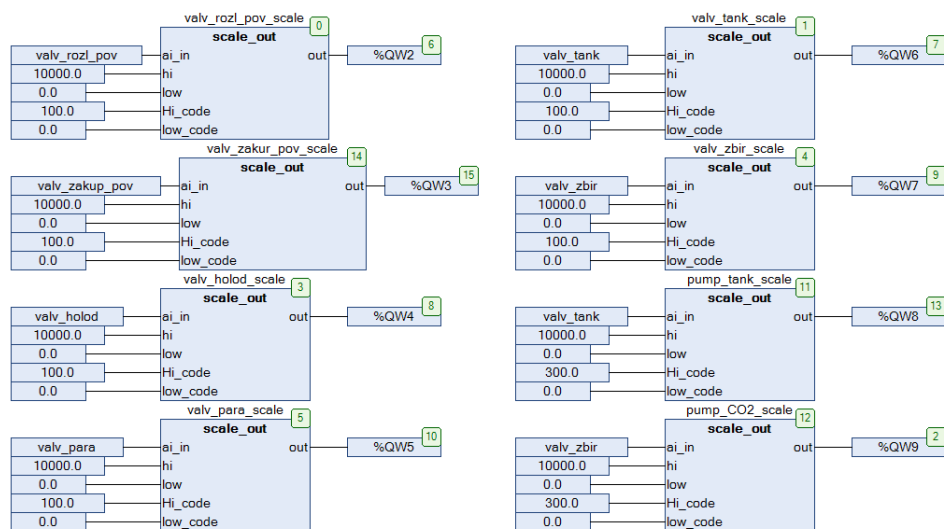 valv_rozl_pov_scale 0
scale_out
valv_rozl_pov ai_in out %QW2 6
10000.0 hi
0.0 low
100.0 Hi_code
0.0 low_code
valv_zakur_pov_scale 14
scale_out
valv_zakup_pov ai_in out %QW3 15
10000.0 hi
0.0 low
100.0 Hi_code
0.0 low_code
valv_holod_scale 3
scale_out
valv_holod ai_in out %QW4 8
10000.0 hi
0.0 low
100.0 Hi_code
0.0 low_code
valv_para_scale 5
scale_out
valv_para ai_in out %QW5 10
10000.0 hi
0.0 low
100.0 Hi_code
0.0 low_code
valv_tank_scale 1
scale_out
valv_tank ai_in out %QW6 7
10000.0 hi
0.0 low
100.0 Hi_code
0.0 low_code
valv_zbir_scale 4
scale_out
valv_zbir ai_in out %QW7 9
10000.0 hi
0.0 low
100.0 Hi_code
0.0 low_code
pump_tank_scale 11
scale_out
valv_tank ai_in out %QW8 13
10000.0 hi
0.0 low
300.0 Hi_code
0.0 low_code
pump_CO2_scale 12
scale_out
valv_zbir ai_in out %QW9 2
10000.0 hi
0.0 low
300.0 Hi_code
0.0 low_code